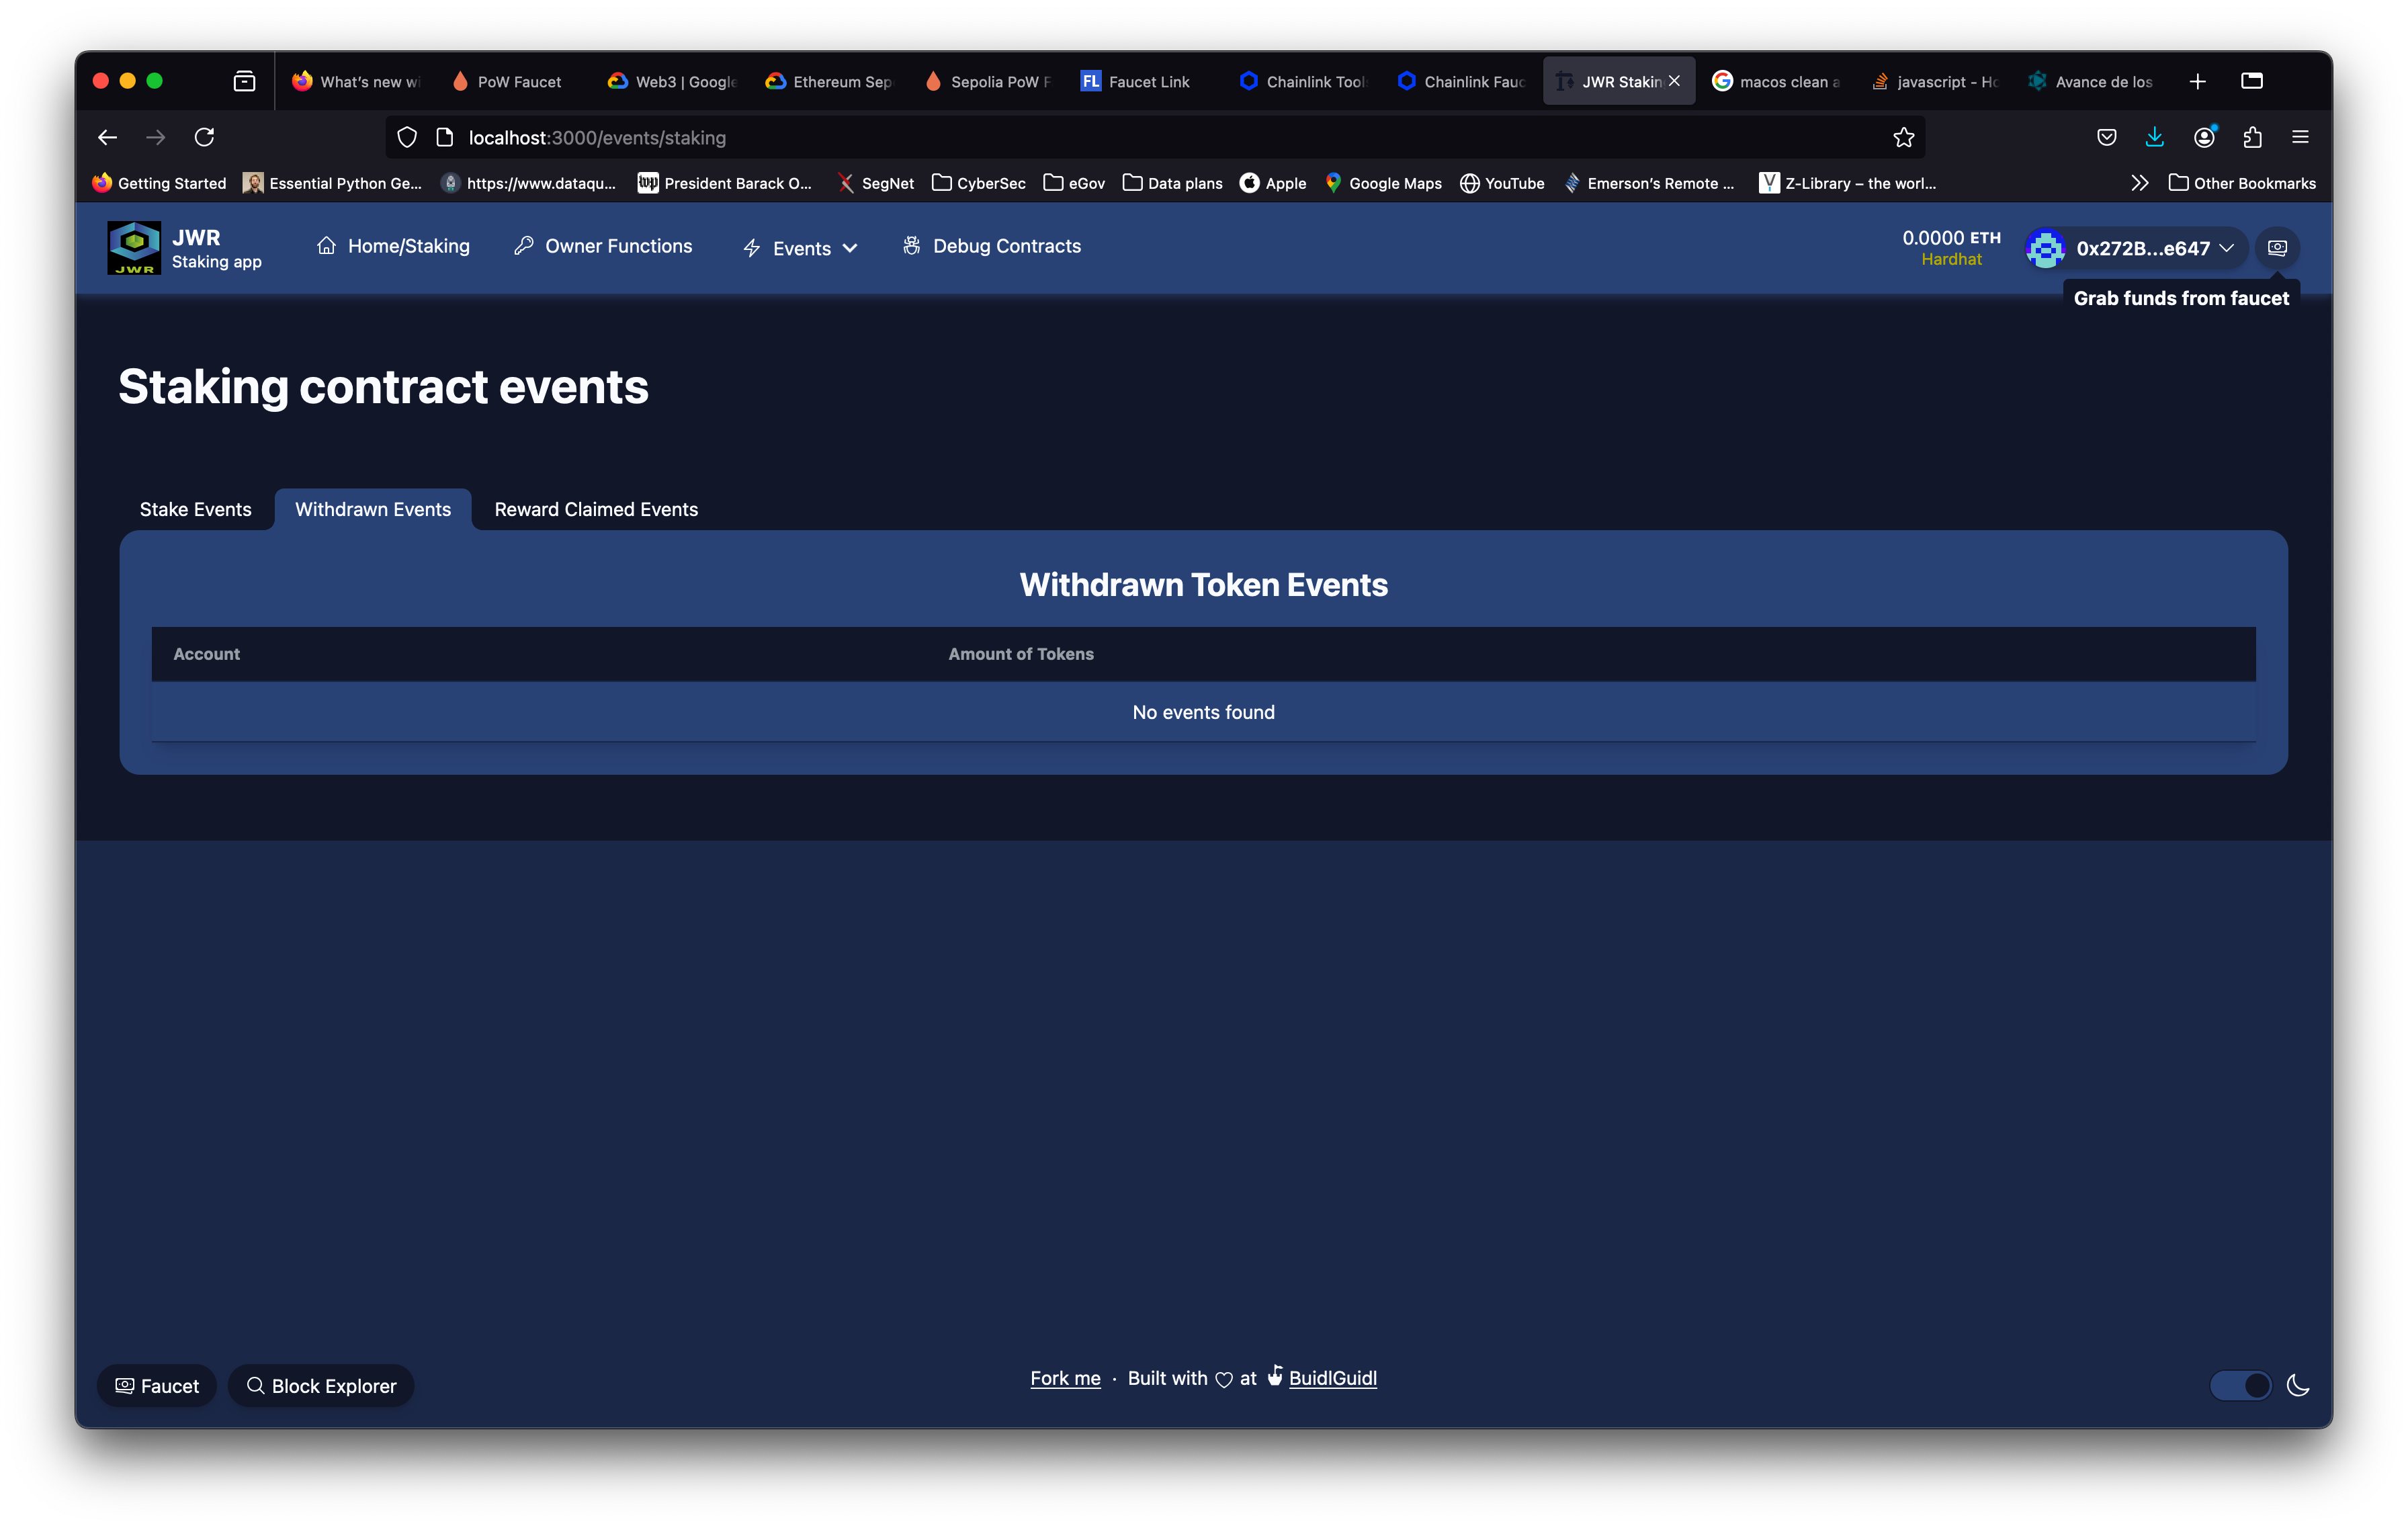 What's new wi
PoW Faucet
Web3 | Google
Ethereum Sep
Sepolia PoW F
FL Faucet Link
Chainlink Tool
Chainlink Fauc
JWR Stakin
macos clean a
javascript - Ho
Avance de los
localhost:3000/events/staking
Getting Started
Essential Python Ge...
https://www.dataqu...
wp President Barack O...
SegNet
CyberSec
eGov
Data plans
Apple
Google Maps
YouTube
Emerson's Remote ...
Z-Library – the worl...
Other Bookmarks
JWR
JWR
Staking app
Home/Staking
Owner Functions
Events
Debug Contracts
0.0000 ETH
Hardhat
0x272B...e647
Grab funds from faucet
Staking contract events
Stake Events
Withdrawn Events
Reward Claimed Events
Withdrawn Token Events
Account Amount of Tokens
No events found
Faucet
Block Explorer
Fork me · Built with ♡ at BuidlGuidl